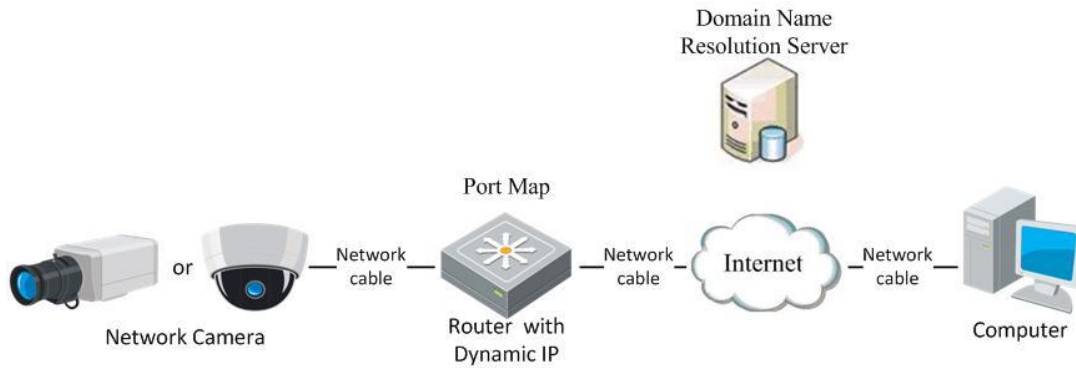 Domain Name
Resolution Server
Port Map
or
Network
cable
Network
cable
Internet
Network
cable
Network Camera
Router with
Dynamic IP
Computer